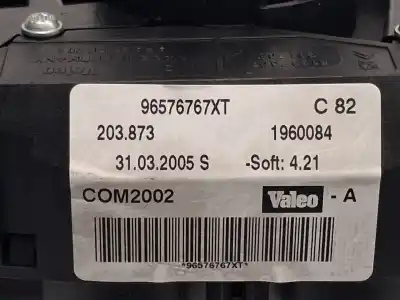 96576767XT C 82
203.873 1960084
31.03.2005 S -Soft: 4.21
COM2002 Valeo - A
*96576767XT*